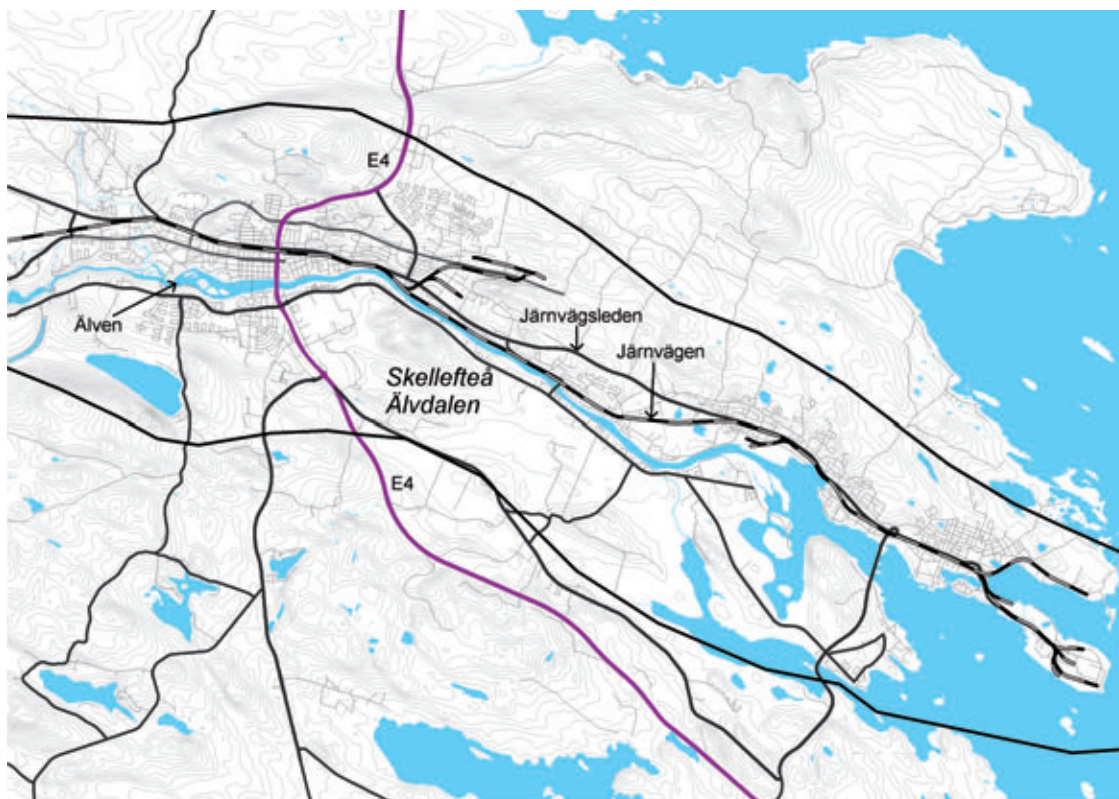 E4
Älven
Järnvägsleden
Järnvägen
Skellefteå
Älvdalen
E4